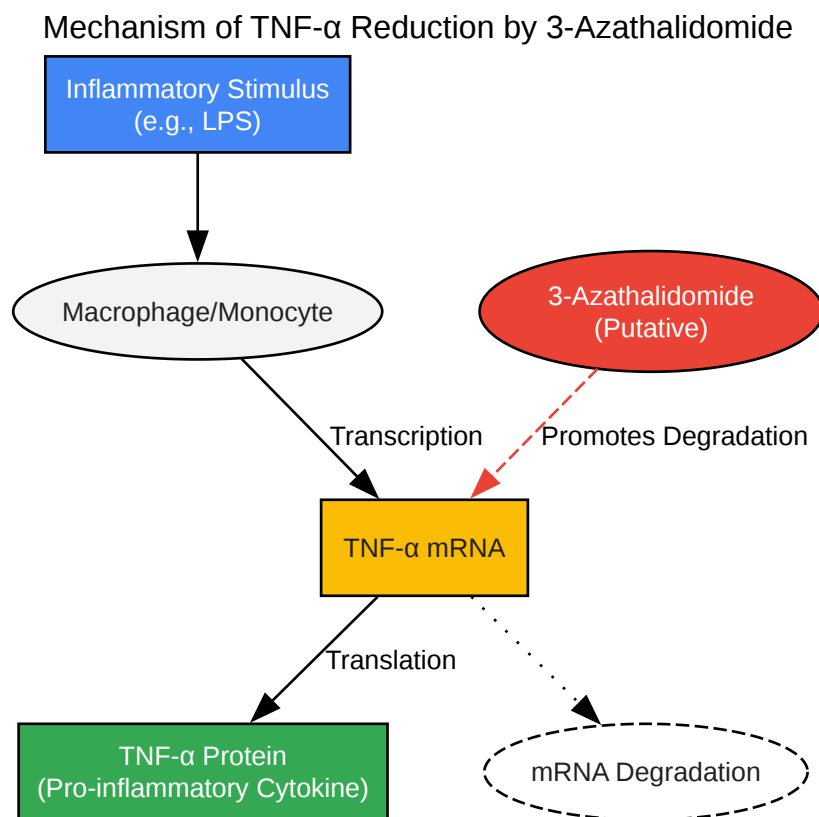 Mechanism of TNF-α Reduction by 3-Azathalidomide
Inflammatory Stimulus
(e.g., LPS)
Macrophage/Monocyte
3-Azathalidomide
(Putative)
Transcription
Promotes Degradation
TNF-α mRNA
Translation
TNF-α Protein
(Pro-inflammatory Cytokine)
mRNA Degradation